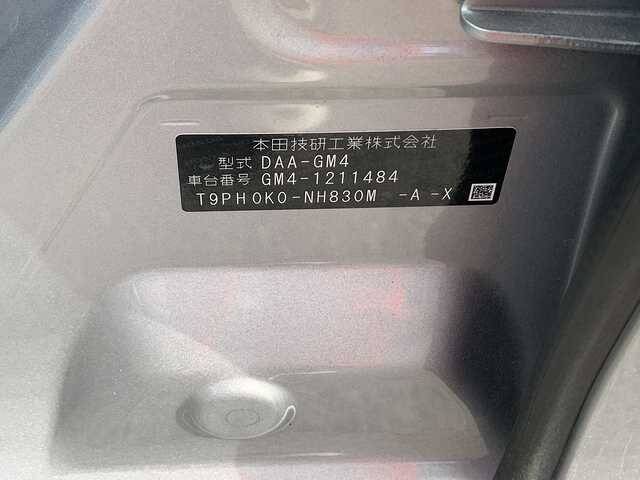 本田技研工業株式会社
型式 DAA-GM4
車台番号 GM4-1211484
T9PH0K0-NH830M -A -X